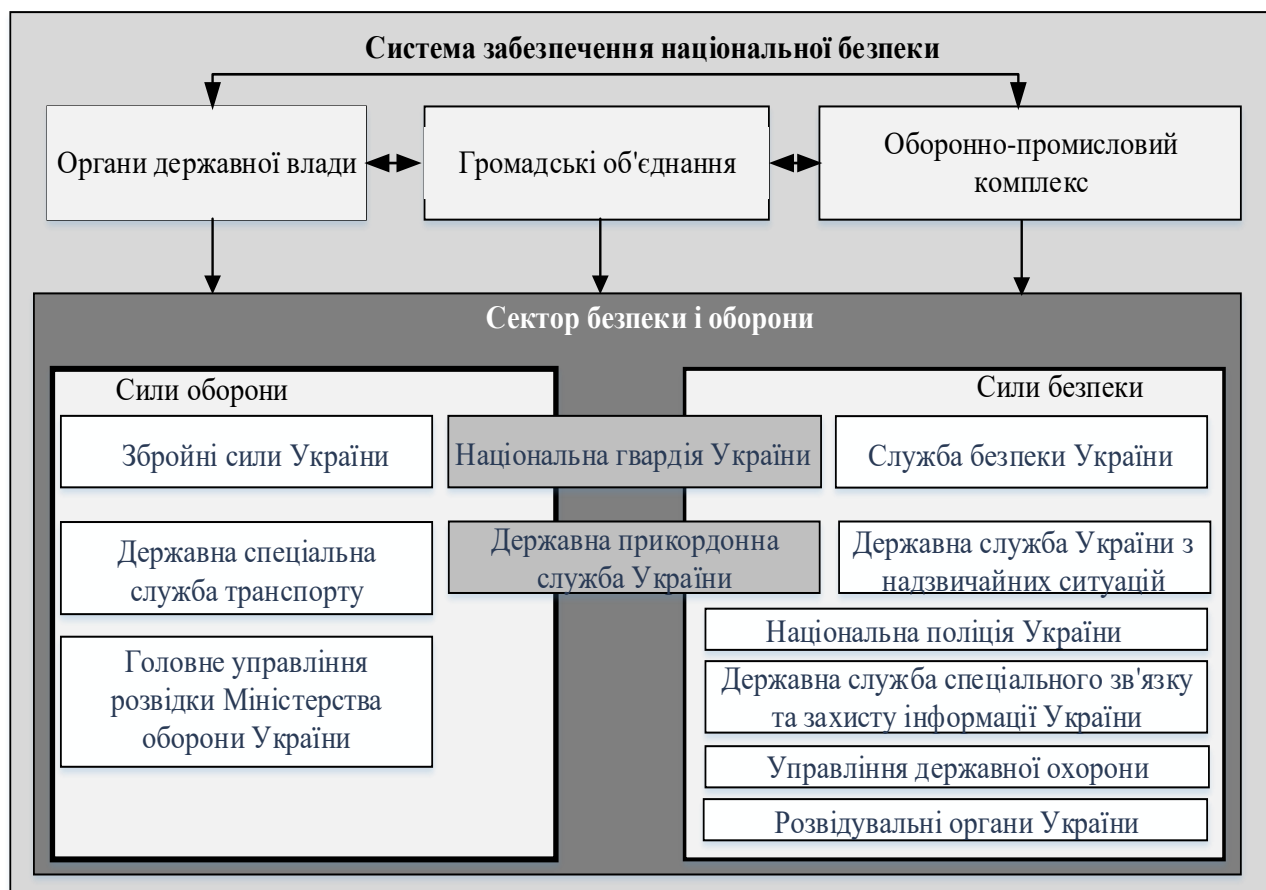 Система забезпечення національної безпеки
Органи державної влади
Громадські об'єднання
Оборонно-промисловий
комплекс
Сектор безпеки і оборони
Сили оборони
Збройні сили України
Державна спеціальна
служба транспорту
Головне управління
розвідки Міністерства
оборони України
Національна гвардія України
Державна прикордонна
служба України
Сили безпеки
Служба безпеки України
Державна служба України з
надзвичайних ситуацій
Національна поліція України
Державна служба спеціального зв'язку
та захисту інформації України
Управління державної охорони
Розвідувальні органи України